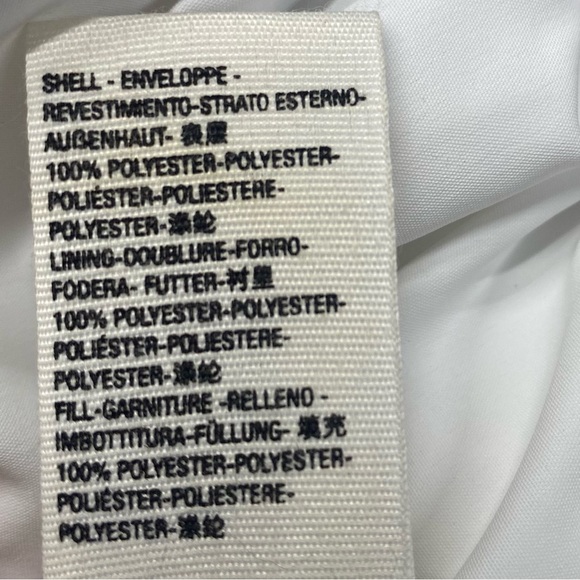 SHELL - ENVELOPPE -
REVESTIMIENTO-STRATO ESTERNO-
AUßENHAUT- 表层
100% POLYESTER-POLYESTER-
POLIÉSTER-POLIESTERE-
POLYESTER-涤纶
LINING-DOUBLURE-FORRO-
FODERA- FUTTER-衬里
100% POLYESTER-POLYESTER-
POLIÉSTER-POLIESTERE-
POLYESTER-涤纶
FILL-GARNITURE -RELLENO -
IMBOTTITURA-FÜLLUNG- 填充
100% POLYESTER-POLYESTER-
POLIÉSTER-POLIESTERE-
POLYESTER-涤纶